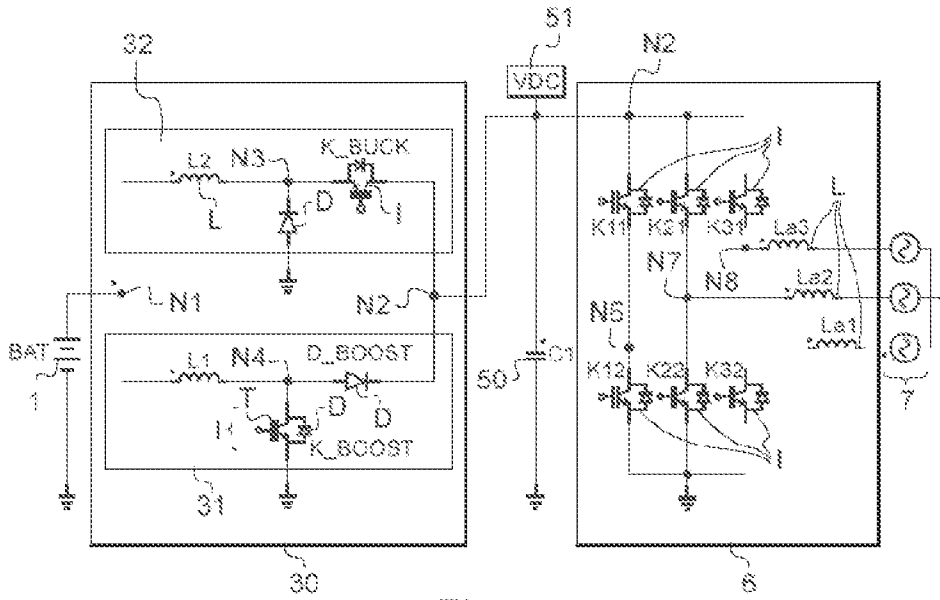 51
32
VDC
N2
K_BUCK
L2
N3
I
D
I
L
K11
K21
K31
L
La3
N7
N8
N1
N2
La2
N5
La1
BAT
1
L1
N4
D_BOOST
50
C1
K12
K22
K32
7
T
D
D
K_BOOST
I
31
30
6